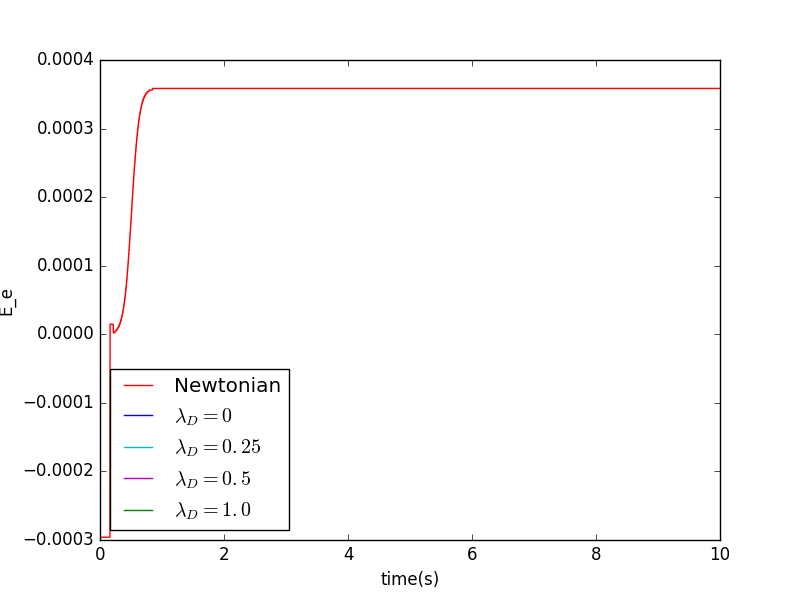 0.0004
0.0003
0.0002
0.0001
0.0000
−0.0001
−0.0002
−0.0003
E_e
Newtonian
λ_D = 0
λ_D = 0.25
λ_D = 0.5
λ_D = 1.0
0 2 4 6 8 10
time(s)